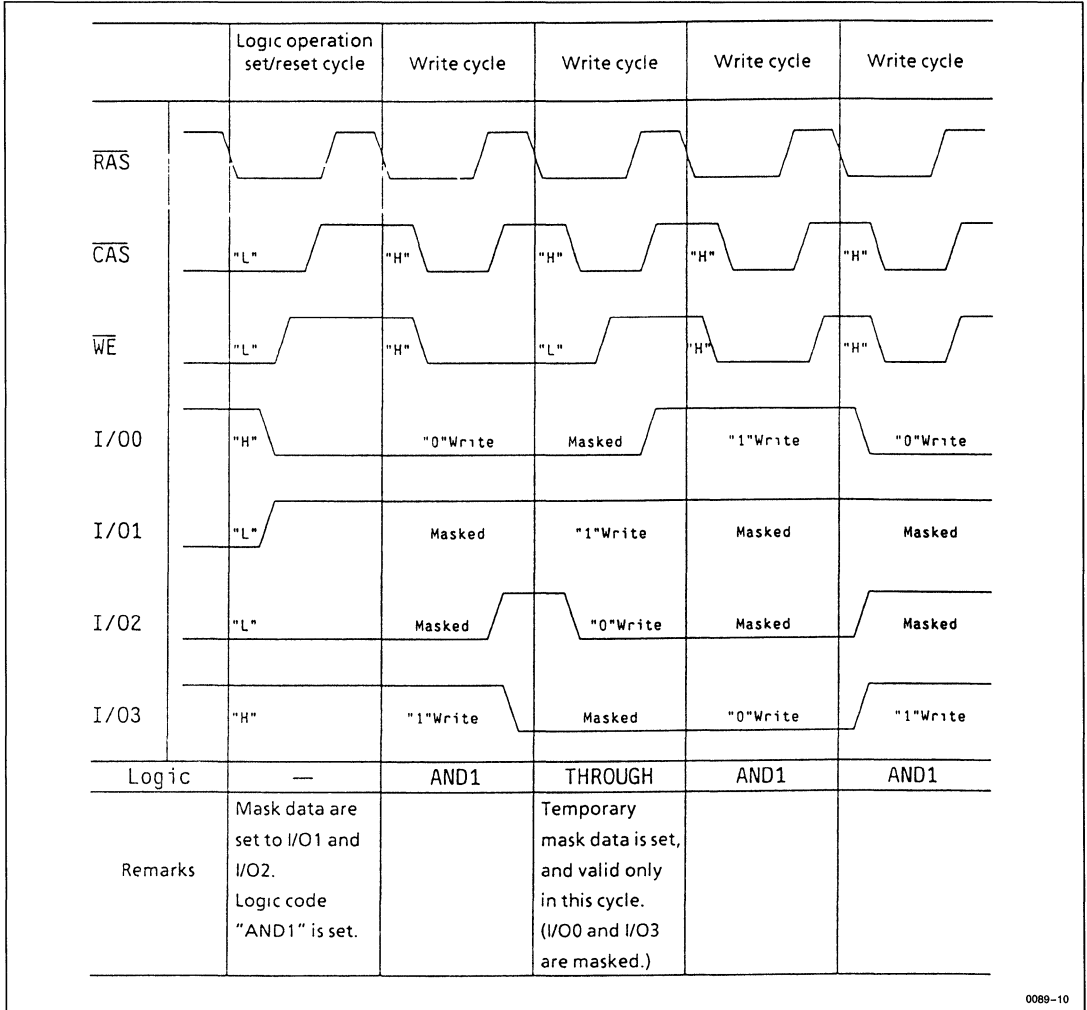 Logic operation
set/reset cycle
Write cycle
Write cycle
Write cycle
Write cycle
RAS
CAS
"L"
"H"
"H"
"H"
"H"
WE
"L"
"H"
"L"
"H"
"H"
I/O0
"H"
"0"Write
Masked
"1"Write
"0"Write
I/O1
"L"
Masked
"1"Write
Masked
Masked
I/O2
"L"
Masked
"0"Write
Masked
Masked
I/O3
"H"
"1"Write
Masked
"0"Write
"1"Write
Logic
—
AND1
THROUGH
AND1
AND1
Remarks
Mask data are
set to I/O1 and
I/O2.
Logic code
"AND1" is set.
Temporary
mask data is set,
and valid only
in this cycle.
(I/O0 and I/O3
are masked.)
0089–10